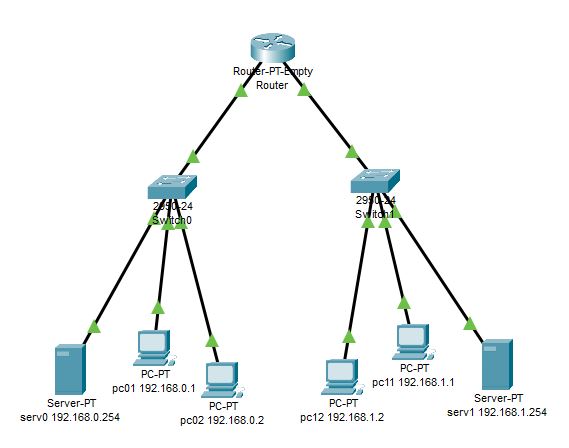 Router-PT-Empty
Router
2950-24
Switch0
2950-24
Switch1
PC-PT
pc01 192.168.0.1
PC-PT
pc11 192.168.1.1
Server-PT
serv0 192.168.0.254
PC-PT
pc02 192.168.0.2
PC-PT
pc12 192.168.1.2
Server-PT
serv1 192.168.1.254